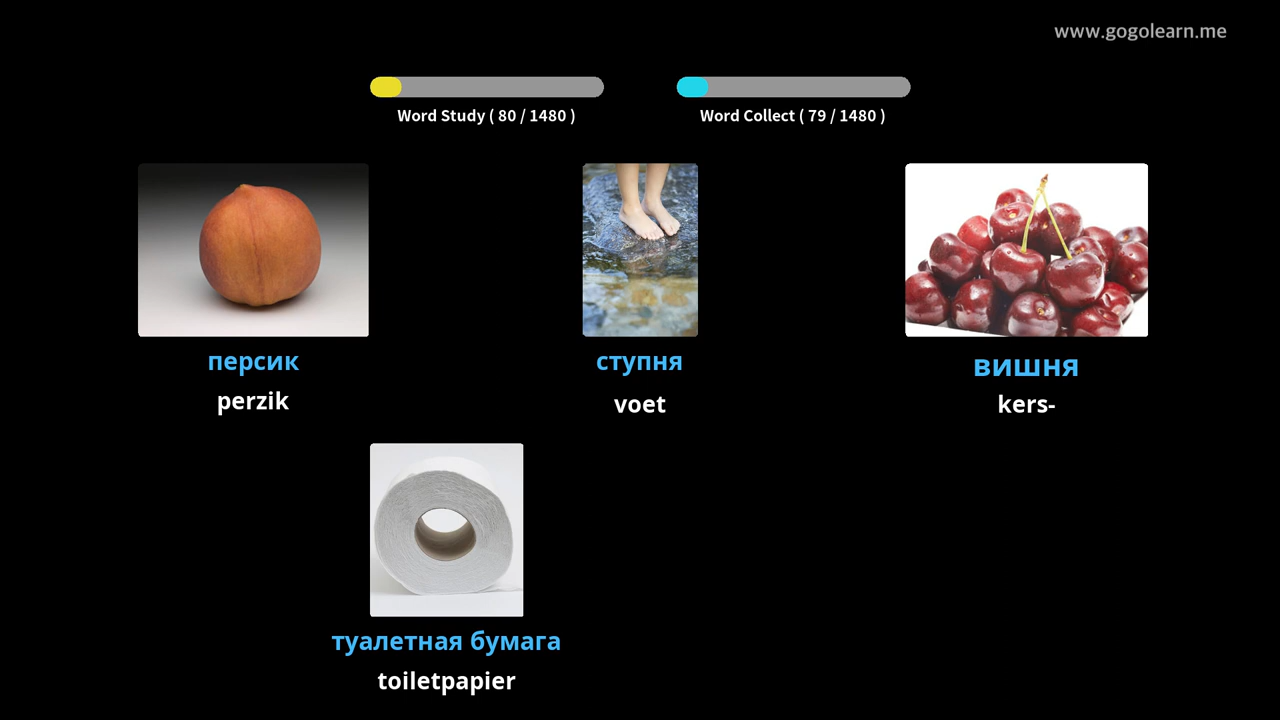 www.gogolearn.me
Word Study ( 80 / 1480 )
Word Collect ( 79 / 1480 )
персик
perzik
ступня
voet
вишня
kers-
туалетная бумага
toiletpapier